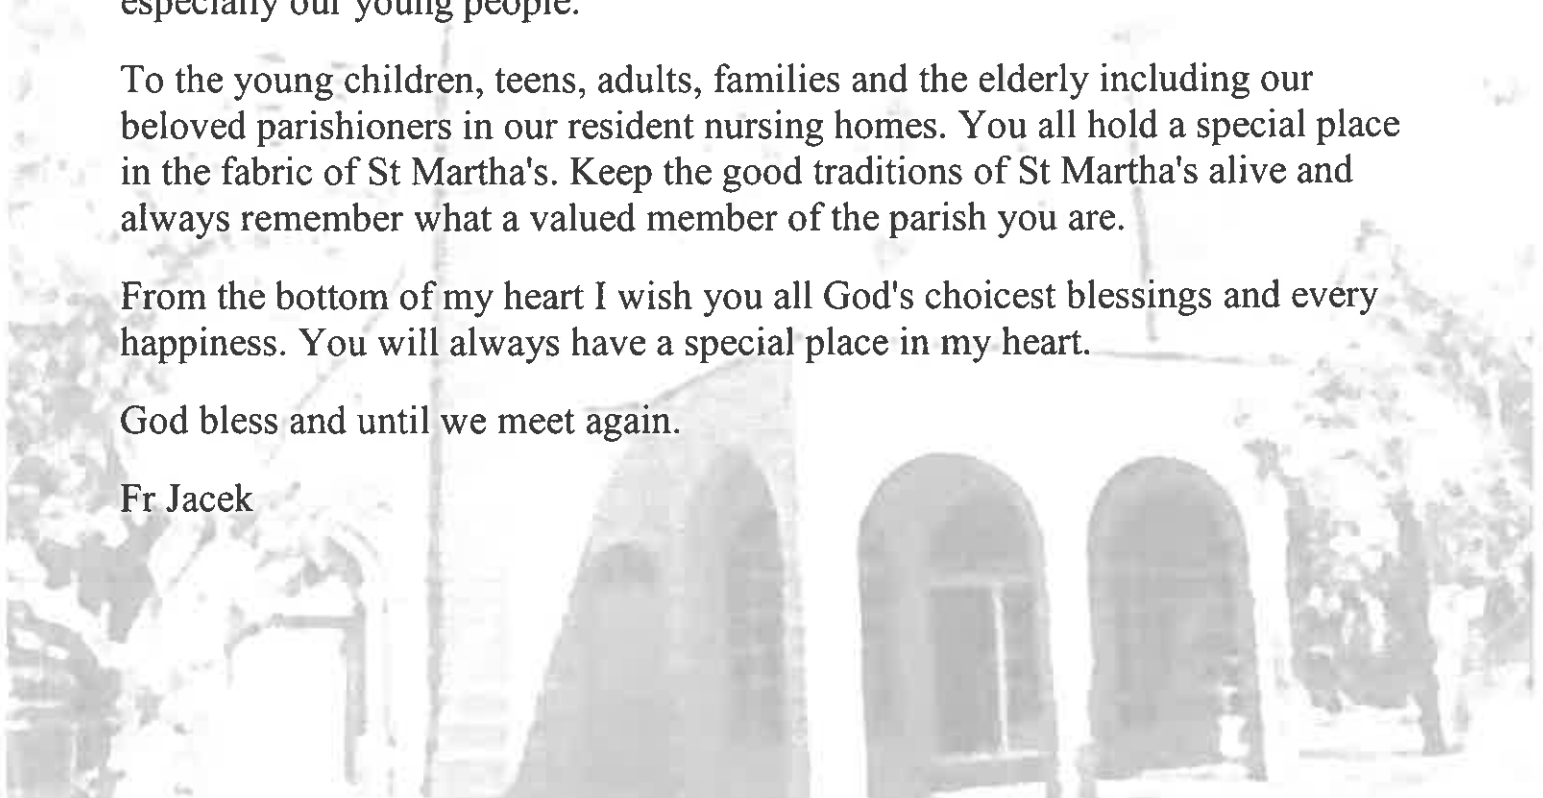 especially our young people.
To the young children, teens, adults, families and the elderly including our
beloved parishioners in our resident nursing homes. You all hold a special place
in the fabric of St Martha's. Keep the good traditions of St Martha's alive and
always remember what a valued member of the parish you are.
From the bottom of my heart I wish you all God's choicest blessings and every
happiness. You will always have a special place in my heart.
God bless and until we meet again.
Fr Jacek